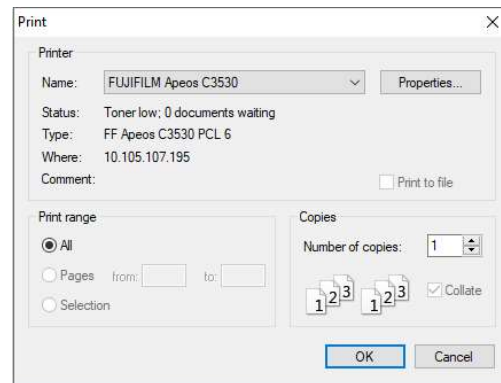 Print
Printer
Name: FUJIFILM Apeos C3530 Properties...
Status: Toner low; 0 documents waiting
Type: FF Apeos C3530 PCL 6
Where: 10.105.107.195
Comment: Print to file
Print range
All
Pages from: to:
Selection
Copies
Number of copies: 1
1 2 3 1 2 3 Collate
OK Cancel